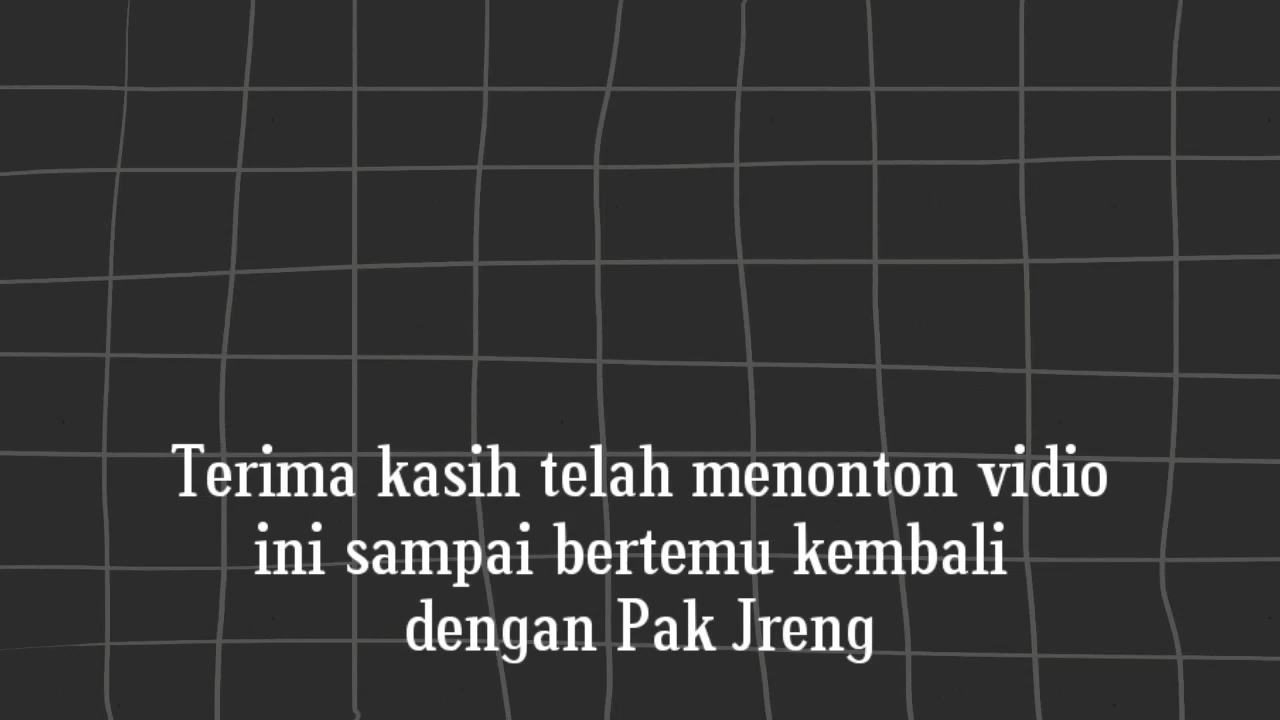 Terima kasih telah menonton vidio
ini sampai bertemu kembali
dengan Pak Jreng